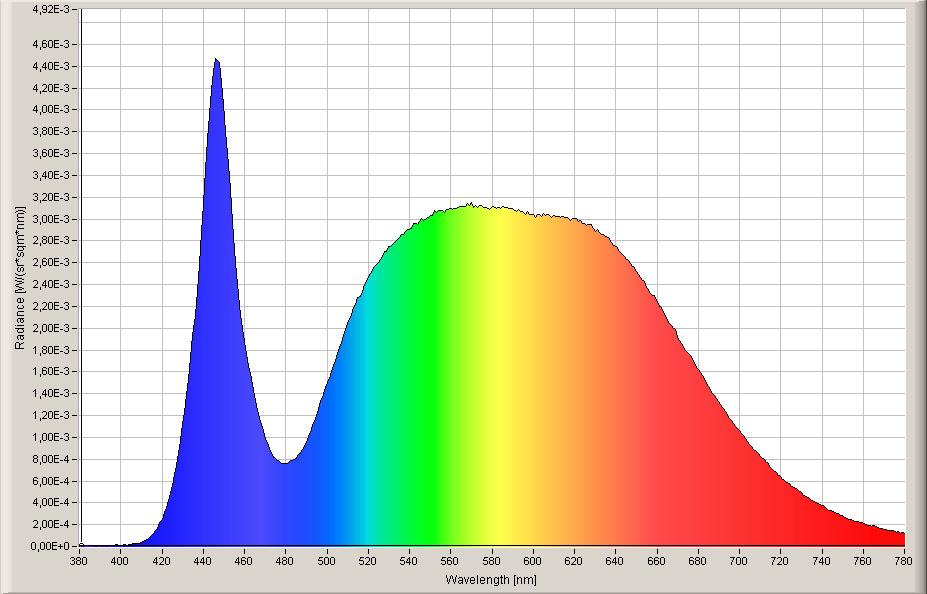 4,92E-3
4,60E-3
4,40E-3
4,20E-3
4,00E-3
3,80E-3
3,60E-3
3,40E-3
3,20E-3
3,00E-3
2,80E-3
2,60E-3
2,40E-3
2,20E-3
2,00E-3
1,80E-3
1,60E-3
1,40E-3
1,20E-3
1,00E-3
8,00E-4
6,00E-4
4,00E-4
2,00E-4
0,00E+0
Radiance [W/(sr*sqm*nm)]
380 400 420 440 460 480 500 520 540 560 580 600 620 640 660 680 700 720 740 760 780
Wavelength [nm]